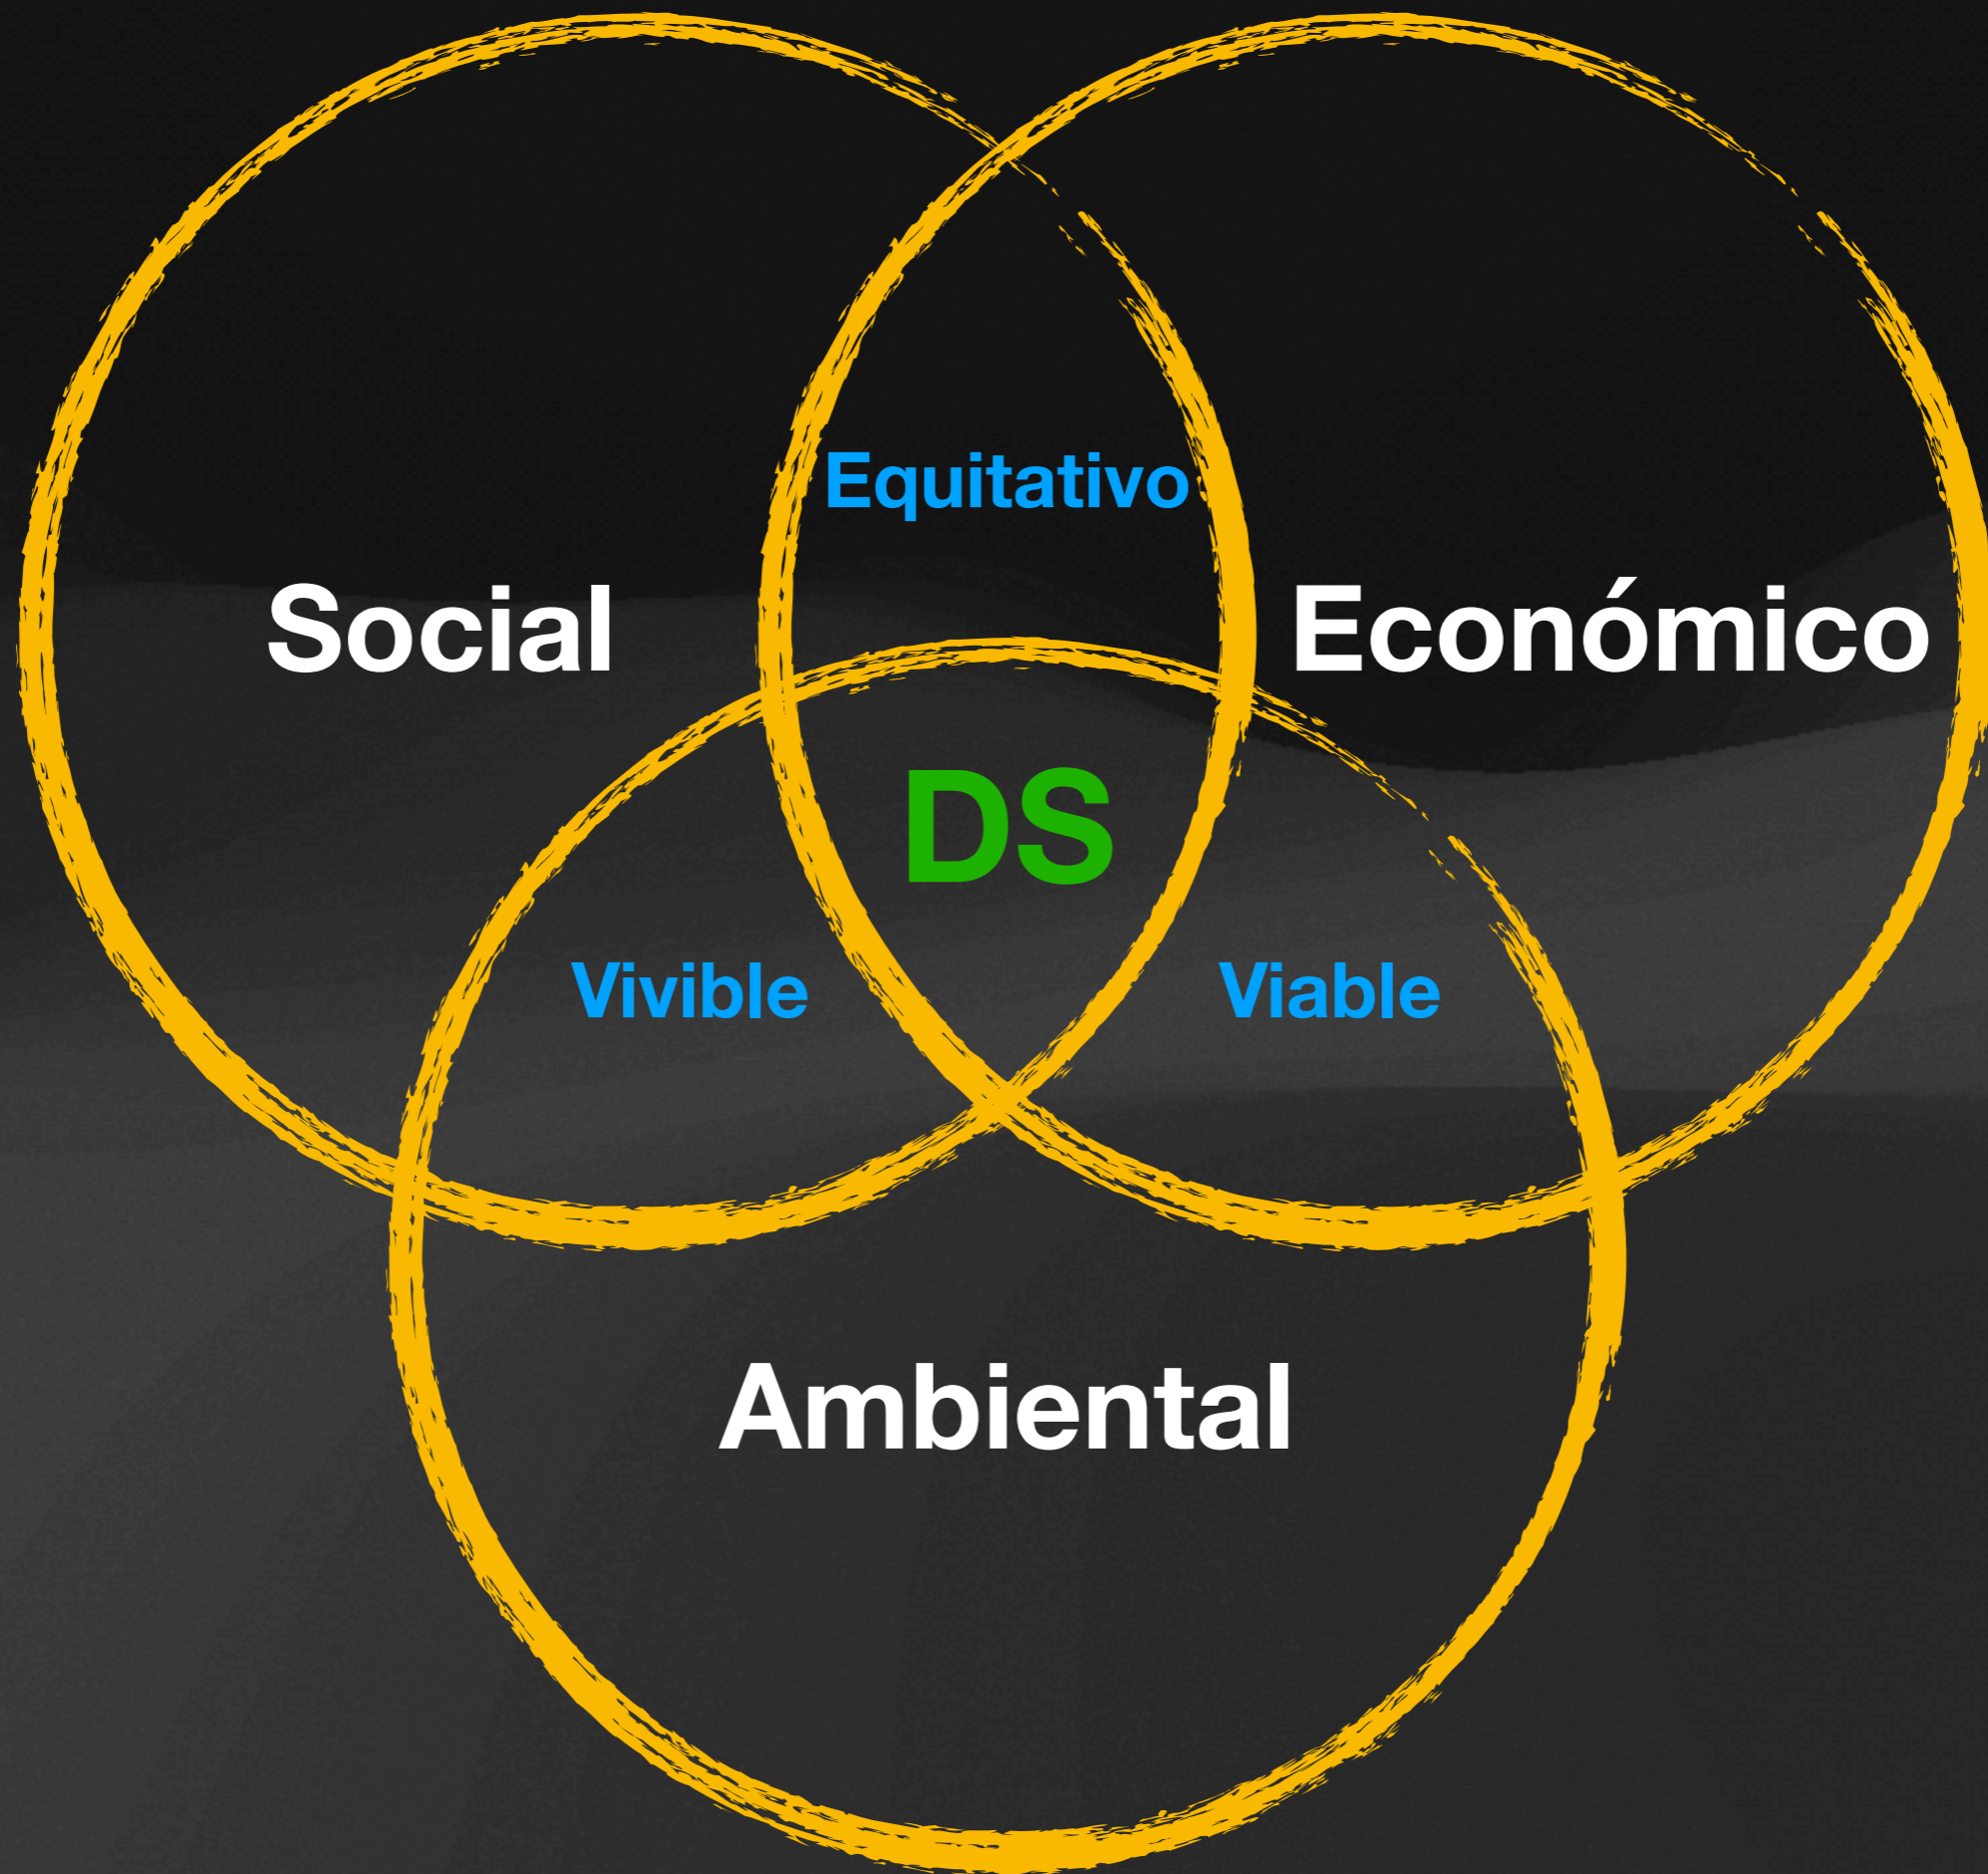 Equitativo
Social
Económico
DS
Vivible
Viable
Ambiental